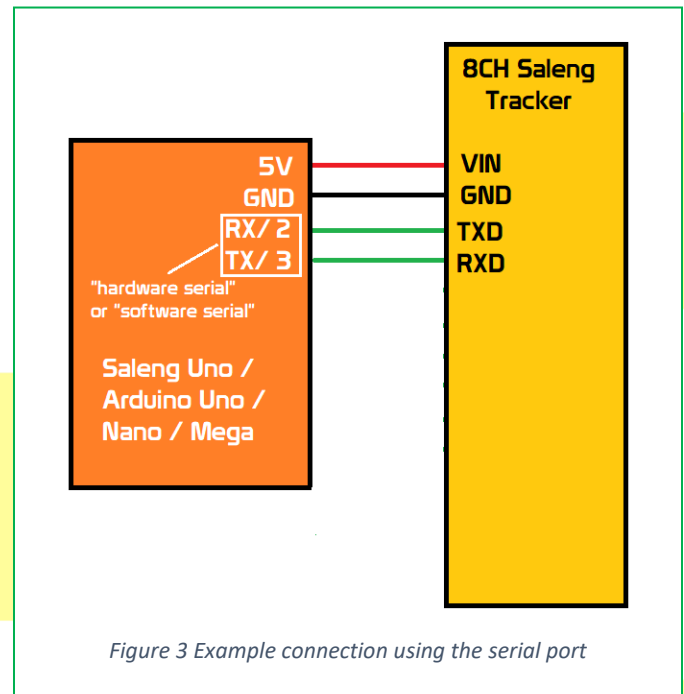 8CH Saleng
Tracker
5V
GND
RX/ 2
TX/ 3
VIN
GND
TXD
RXD
"hardware serial"
or "software serial"
Saleng Uno /
Arduino Uno /
Nano / Mega
Figure 3 Example connection using the serial port